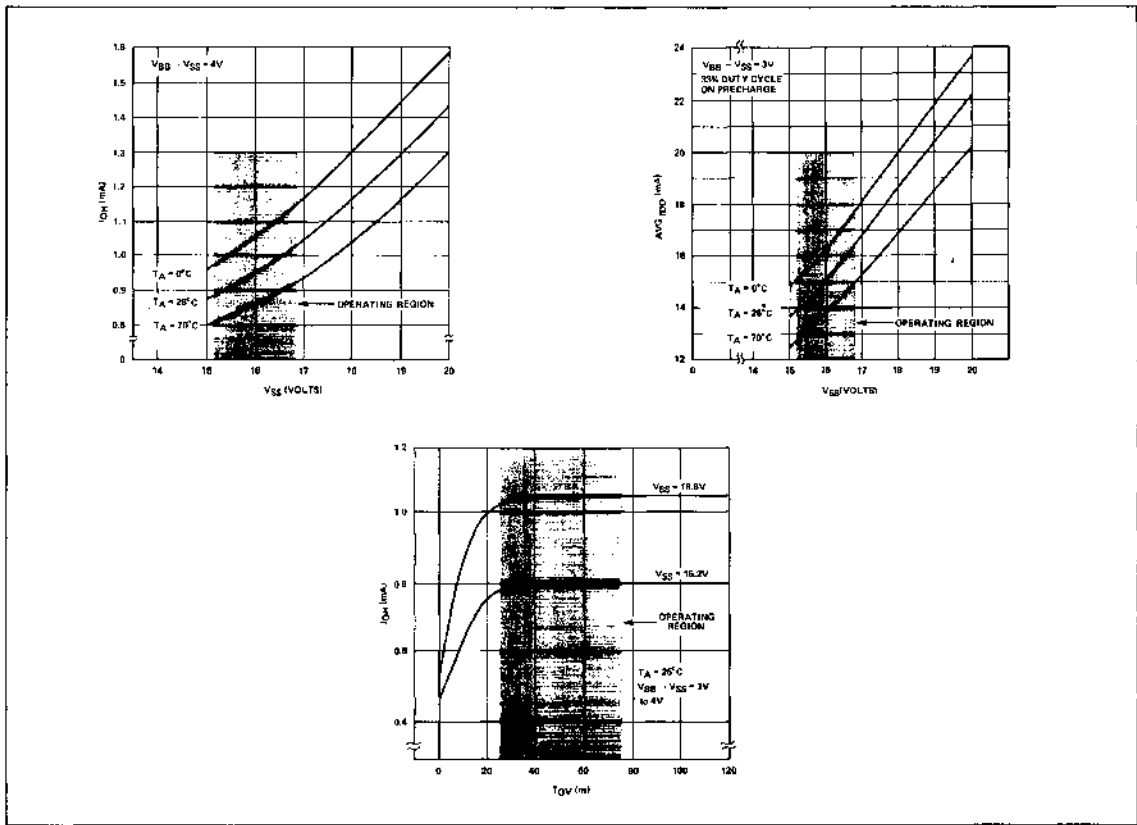 1.8
V_BB - V_SS = 4V
1.6
1.5
1.4
1.3
1.2
1.1
1.0
0.9
0.8
0
I_OH (mA)
T_A = 0°C
T_A = 25°C
T_A = 70°C
OPERATING REGION
14 15 16 17 18 19 20
V_SS (VOLTS)
24
V_BB - V_SS = 3V
33% DUTY CYCLE
ON PRECHARGE
22
20
18
16
14
12
AVG I_DD (mA)
T_A = 0°C
T_A = 25°C
T_A = 70°C
OPERATING REGION
0 14 15 16 17 18 19 20
(VOLTS)
1.2
1.0
0.8
0.6
0.4
I_OH (mA)
V_SS = 16.8V
V_SS = 15.2V
OPERATING
REGION
T_A = 25°C
V_BB - V_SS = 3V
to 4V
0 20 40 60 80 100 120
T_OV